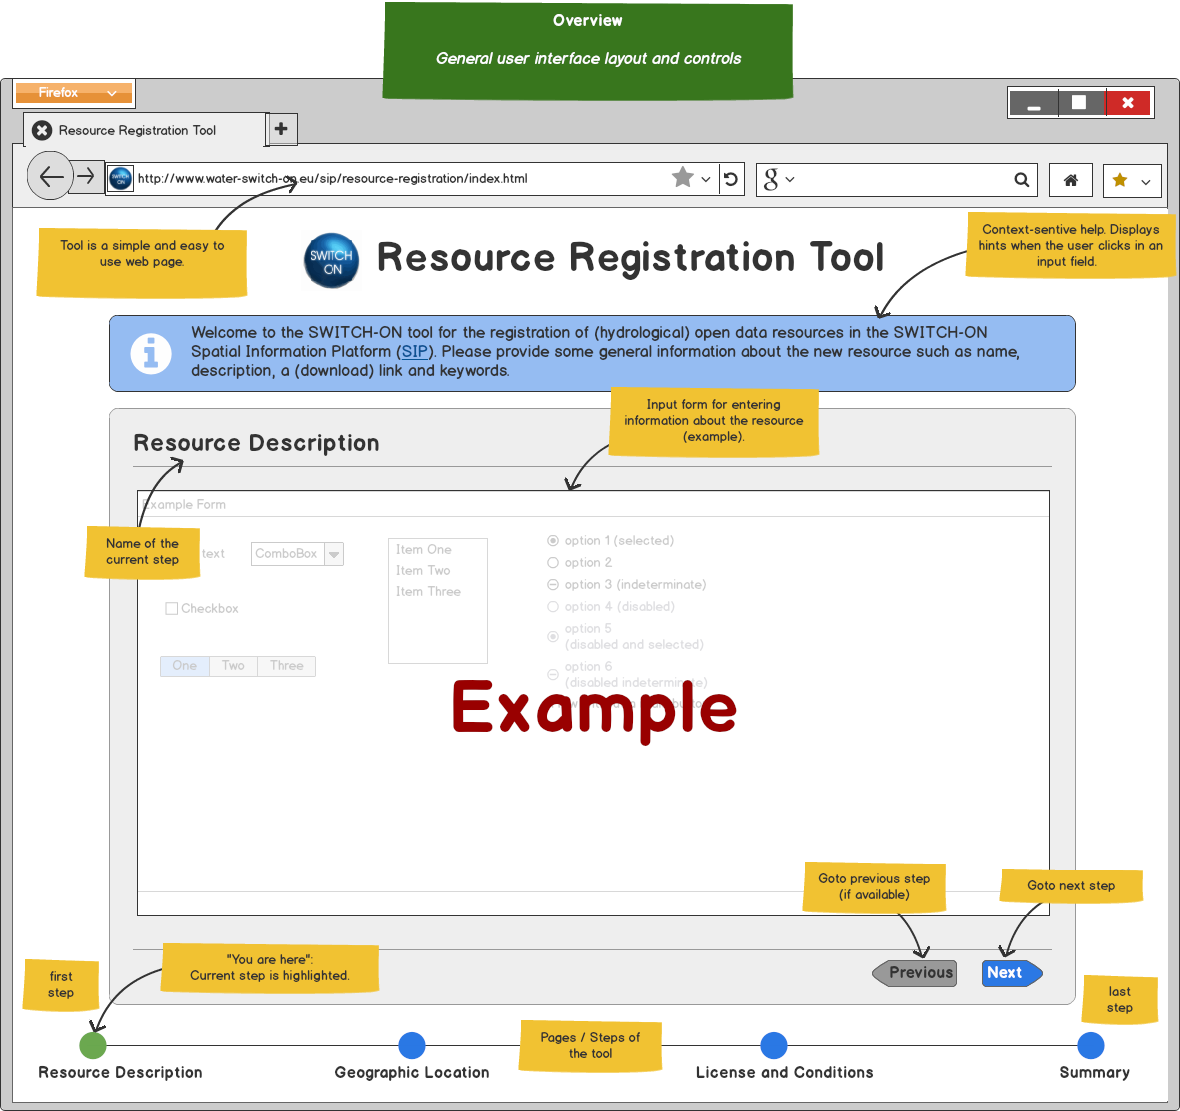 Overview
General user interface layout and controls
Firefox
Resource Registration Tool
http://www.water-switch-on.eu/sip/resource-registration/index.html
g
Tool is a simple and easy to
use web page.
SWITCH
ON
Resource Registration Tool
Context-sentive help. Displays
hints when the user clicks in an
input field.
Welcome to the SWITCH-ON tool for the registration of (hydrological) open data resources in the SWITCH-ON
Spatial Information Platform (SIP). Please provide some general information about the new resource such as name,
description, a (download) link and keywords.
Input form for entering
information about the resource
(example).
Resource Description
Example Form
Name of the
current step
text
ComboBox
Item One
Item Two
Item Three
option 1 (selected)
option 2
option 3 (indeterminate)
option 4 (disabled)
option 5
(disabled and selected)
option 6
(disabled indeterminate)
Checkbox
One
Two
Three
Example
Goto previous step
(if available)
Goto next step
Previous
Next
"You are here":
Current step is highlighted.
first
step
last
step
Pages / Steps of
the tool
Resource Description
Geographic Location
License and Conditions
Summary